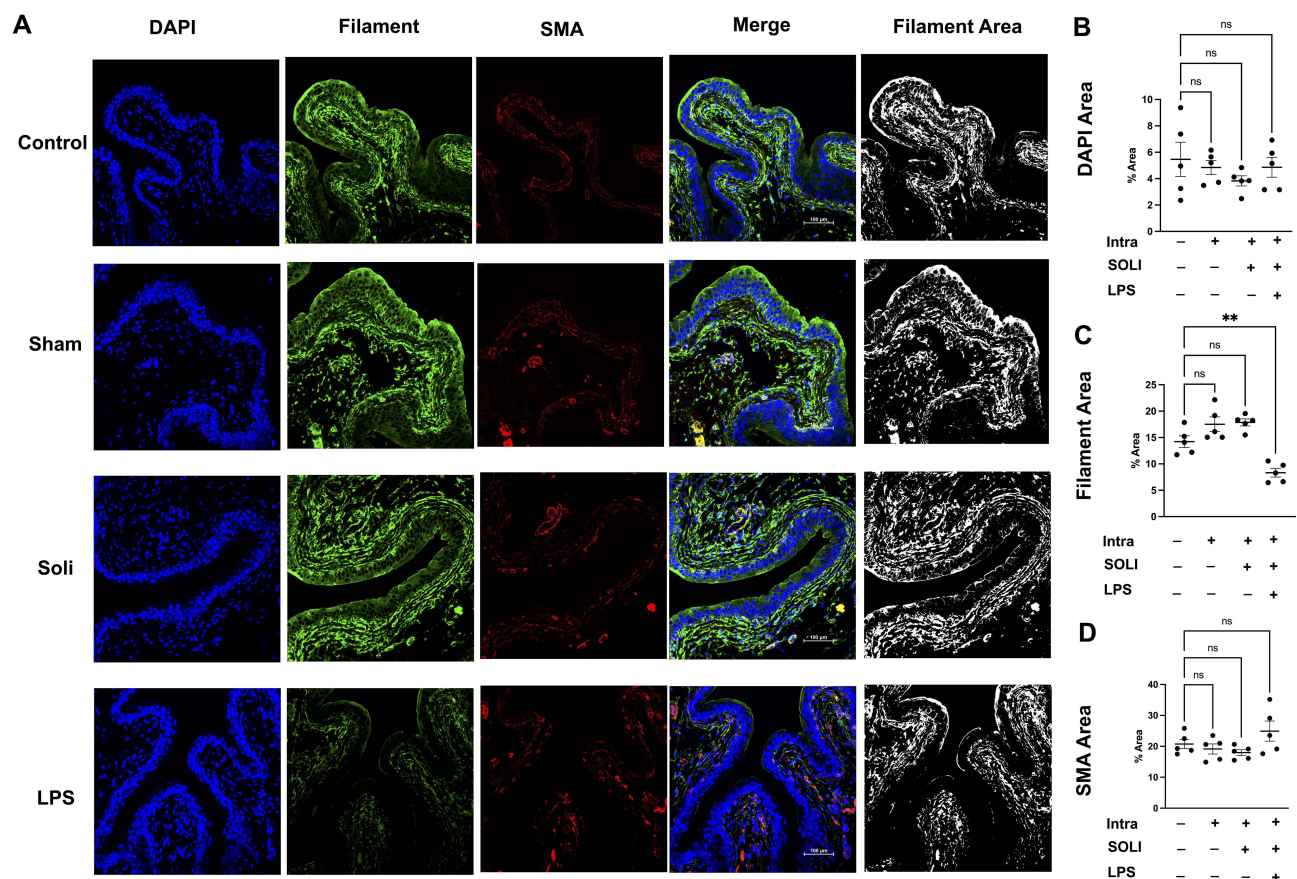 A
DAPI
Filament
SMA
Merge
Filament Area
Control
100 µm
Sham
100 µm
Soli
100 µm
LPS
100 µm
B
ns
ns
ns
DAPI Area
% Area
10
8
6
4
2
0
Intra – + + +
SOLI – – + +
LPS – – – +
C
**
ns
ns
Filament Area
% Area
25
20
15
10
5
0
Intra – + + +
SOLI – – + +
LPS – – – +
D
ns
ns
ns
SMA Area
% Area
40
30
20
10
0
Intra – + + +
SOLI – – + +
LPS – – – +